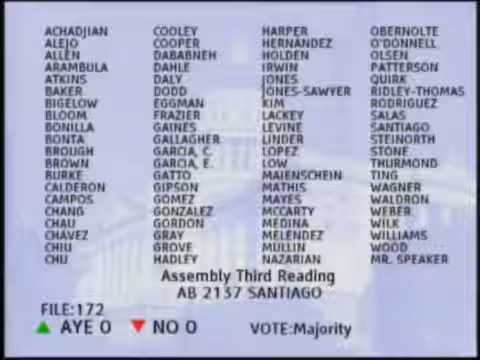 ACHADJIAN COOLEY HARPER OBERNOLTE
ALEJO COOPER HERNÁNDEZ O'DONNELL
ALLEN DABABNEH HOLDEN OLSEN
ARAMBULA DAHLE IRWIN PATTERSON
ATKINS DALY JONES QUIRK
BAKER DODD JONES-SAWYER RIDLEY-THOMAS
BIGELOW EGGMAN KIM RODRIGUEZ
BLOOM FRAZIER LACKEY SALAS
BONILLA GAINES LEVINE SANTIAGO
BONTA GALLAGHER LINDER STEINORTH
BROUGH GARCIA, C. LOPEZ STONE
BROWN GARCIA, E. LOW THURMOND
BURKE GATTO MAIENSCHEIN TING
CALDERON GIPSON MATHIS WAGNER
CAMPOS GOMEZ MAYES WALDRON
CHANG GONZALEZ MCCARTY WEBER
CHAU GORDON MEDINA WILK
CHÁVEZ GRAY MELENDEZ WILLIAMS
CHIU GROVE MULLIN WOOD
CHU HADLEY NAZARIAN MR. SPEAKER
Assembly Third Reading
AB 2137 SANTIAGO
FILE:172
AYE 0 NO 0 VOTE:Majority